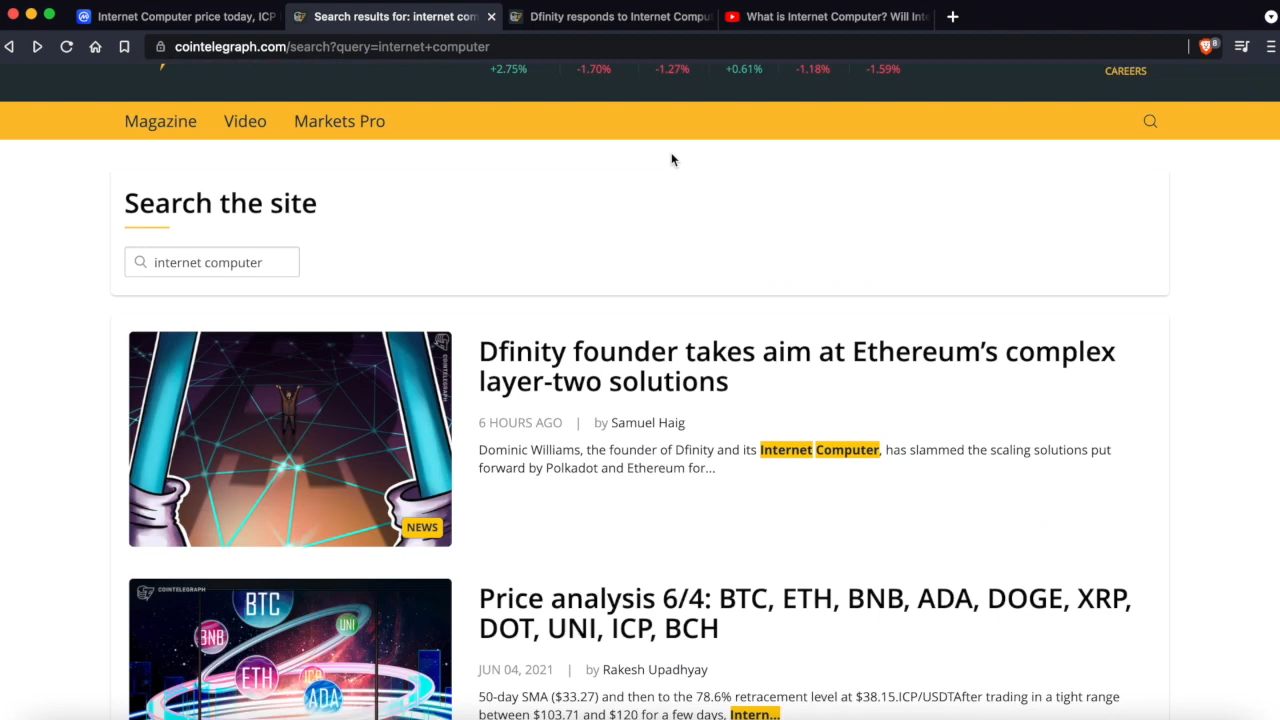 Internet Computer price today, ICP
Search results for: internet com
Dfinity responds to Internet Compu
What is Internet Computer? Will Inte
cointelegraph.com/search?query=internet+computer
8
+2.75%
-1.70%
-1.27%
+0.61%
-1.18%
-1.59%
CAREERS
Magazine
Video
Markets Pro
Search the site
internet computer
COINTELEGRAPH
NEWS
Dfinity founder takes aim at Ethereum’s complex
layer-two solutions
6 HOURS AGO | by Samuel Haig
Dominic Williams, the founder of Dfinity and its Internet Computer, has slammed the scaling solutions put
forward by Polkadot and Ethereum for...
COINTELEGRAPH
BTC
UNI
BNB
ETH
ICP
ADA
Price analysis 6/4: BTC, ETH, BNB, ADA, DOGE, XRP,
DOT, UNI, ICP, BCH
JUN 04, 2021 | by Rakesh Upadhyay
50-day SMA ($33.27) and then to the 78.6% retracement level at $38.15.ICP/USDTAfter trading in a tight range
between $103.71 and $120 for a few days, Intern...